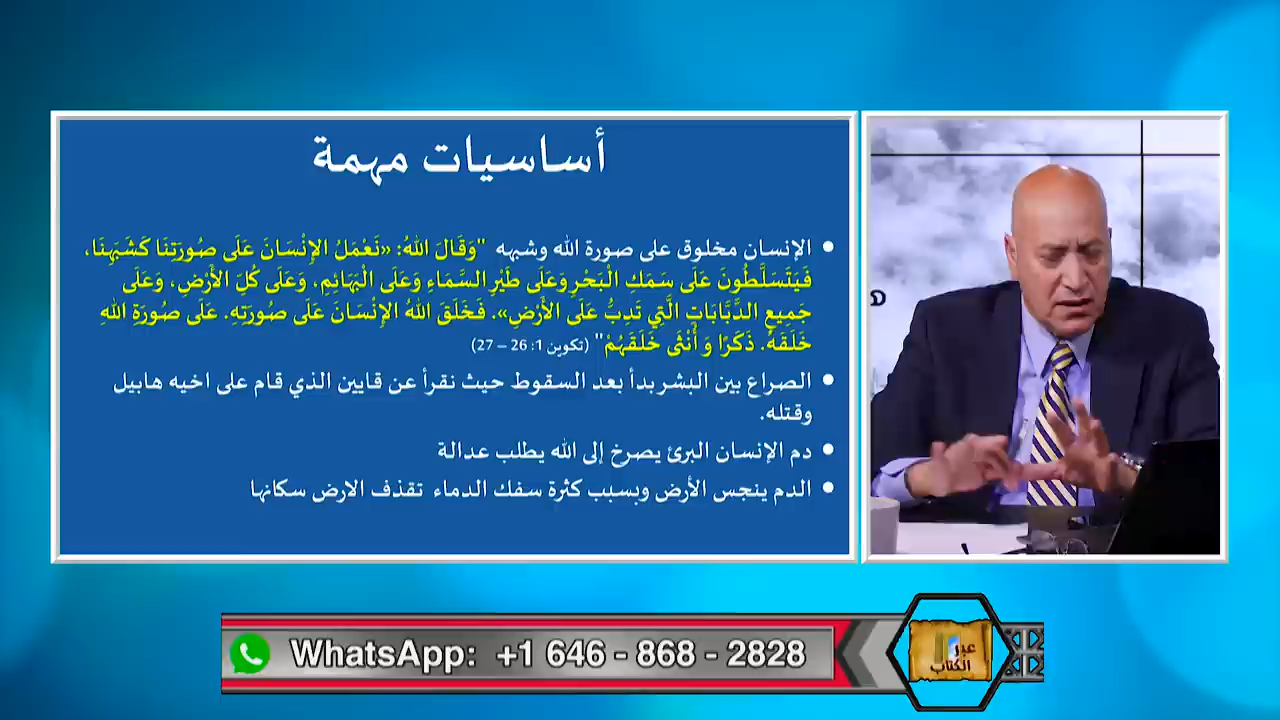 أساسيات مهمة
الإنسان مخلوق على صورة الله وشبهه "وَقَالَ اللهُ: «نَعْمَلُ الإِنْسَانَ عَلَى صُورَتِنَا كَشَبَهِنَا،
فَيَتَسَلَّطُونَ عَلَى سَمَكِ الْبَحْرِ وَعَلَى طَيْرِ السَّمَاءِ وَعَلَى الْبَهَائِمِ، وَعَلَى كُلِّ الأَرْضِ، وَعَلَى
جَمِيعِ الدَّبَّابَاتِ الَّتِي تَدِبُّ عَلَى الأَرْضِ». فَخَلَقَ اللهُ الإِنْسَانَ عَلَى صُورَتِهِ. عَلَى صُورَةِ اللهِ
خَلَقَهُ. ذَكَرًا وَأُنْثَى خَلَقَهُمْ" (تكوين 1: 26 – 27)
الصراع بين البشر بدأ بعد السقوط حيث نقرأ عن قايين الذي قام على اخيه هابيل
وقتله.
دم الإنسان البرئ يصرخ إلى الله يطلب عدالة
الدم ينجس الأرض وبسبب كثرة سفك الدماء تقذف الارض سكانها
WhatsApp: +1 646 - 868 - 2828
عبر
الكتاب